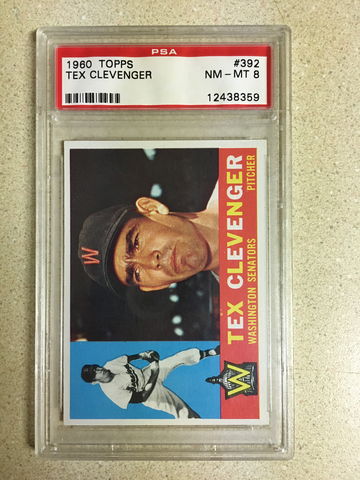 PSA
1960 TOPPS #392
TEX CLEVENGER NM - MT 8
12438359
M
TEX CLEVENGER
WASHINGTON SENATORS PITCHER
W